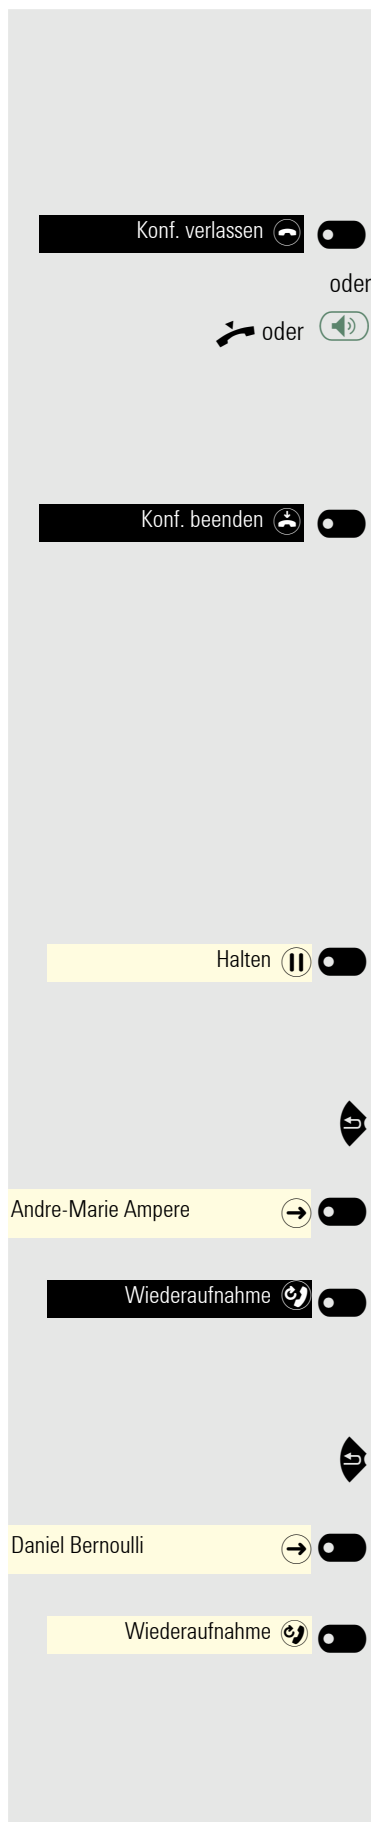 Konf. verlassen
oder
oder
Konf. beenden
Halten
Andre-Marie Ampere
Wiederaufnahme
Daniel Bernoulli
Wiederaufnahme